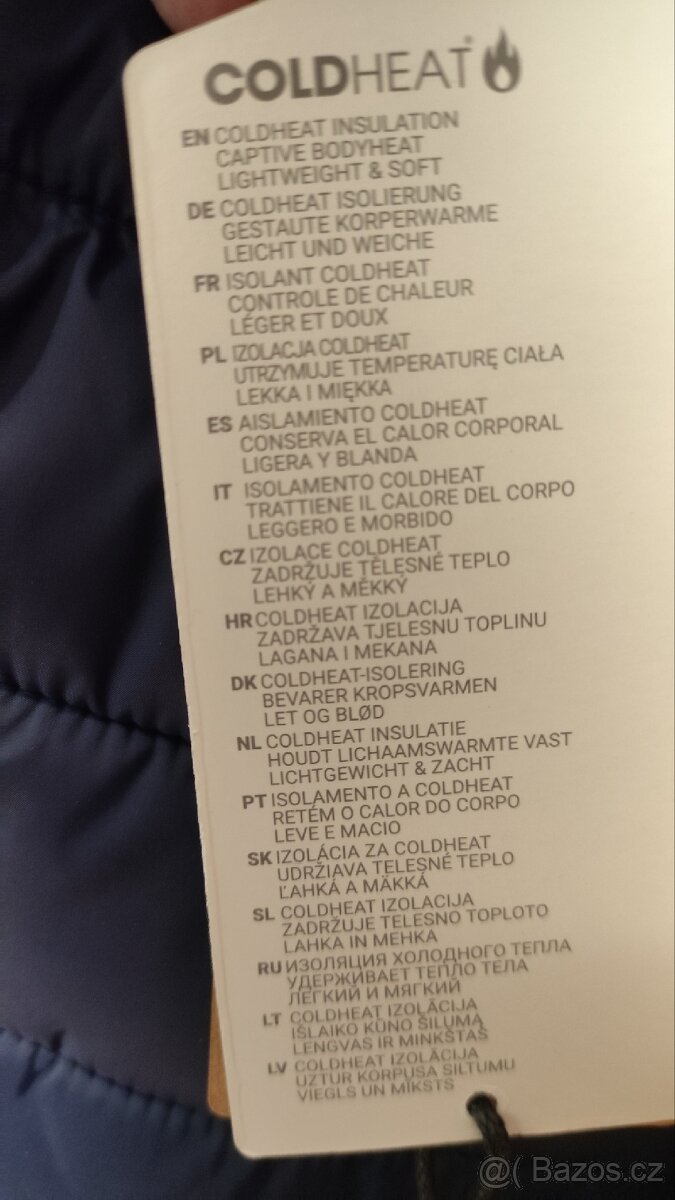 COLDHEAT®
EN COLDHEAT INSULATION
CAPTIVE BODYHEAT
LIGHTWEIGHT & SOFT
DE COLDHEAT ISOLIERUNG
GESTAUTE KORPERWARME
LEICHT UND WEICHE
FR ISOLANT COLDHEAT
CONTROLE DE CHALEUR
LÉGER ET DOUX
PL IZOLACJA COLDHEAT
UTRZYMUJE TEMPERATURĘ CIAŁA
LEKKA I MIĘKKA
ES AISLAMIENTO COLDHEAT
CONSERVA EL CALOR CORPORAL
LIGERA Y BLANDA
IT ISOLAMENTO COLDHEAT
TRATTIENE IL CALORE DEL CORPO
LEGGERO E MORBIDO
CZ IZOLACE COLDHEAT
ZADRŽUJE TĚLESNÉ TEPLO
LEHKÝ A MĚKKÝ
HR COLDHEAT IZOLACIJA
ZADRŽAVA TJELESNU TOPLINU
LAGANA I MEKANA
DK COLDHEAT-ISOLERING
BEVARER KROPSVARMEN
LET OG BLØD
NL COLDHEAT INSULATIE
HOUDT LICHAAMSWARMTE VAST
LICHTGEWICHT & ZACHT
PT ISOLAMENTO A COLDHEAT
RETÉM O CALOR DO CORPO
LEVE E MACIO
SK IZOLÁCIA ZA COLDHEAT
UDRŽIAVA TELESNÉ TEPLO
ĽAHKÁ A MÄKKÁ
SL COLDHEAT IZOLACIJA
ZADRŽUJE TELESNO TOPLOTO
LAHKA IN MEHKA
RU ИЗОЛЯЦИЯ ХОЛОДНОГО ТЕПЛА
УДЕРЖИВАЕТ ТЕПЛО ТЕЛА
ЛЕГКИЙ И МЯГКИЙ
LT COLDHEAT IZOLĀCIJA
IŠLAIKO KŪNO ŠILUMĄ
LENGVAS IR MINKŠTAS
LV COLDHEAT IZOLĀCIJA
UZTUR KORPUSA SILTUMU
VIEGLS UN MĪKSTS
@( Bazos.cz